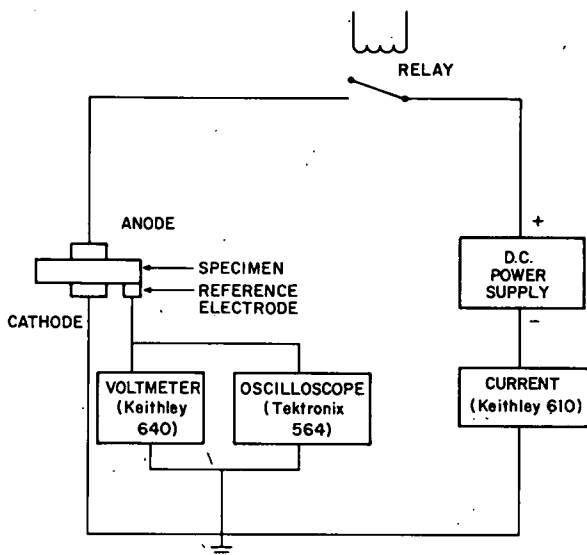 RELAY
ANODE
+
SPECIMEN
REFERENCE
ELECTRODE
CATHODE
D.C.
POWER
SUPPLY
−
VOLTMETER
(Keithley
640)
OSCILLOSCOPE
(Tektronix
564)
CURRENT
(Keithley 610)